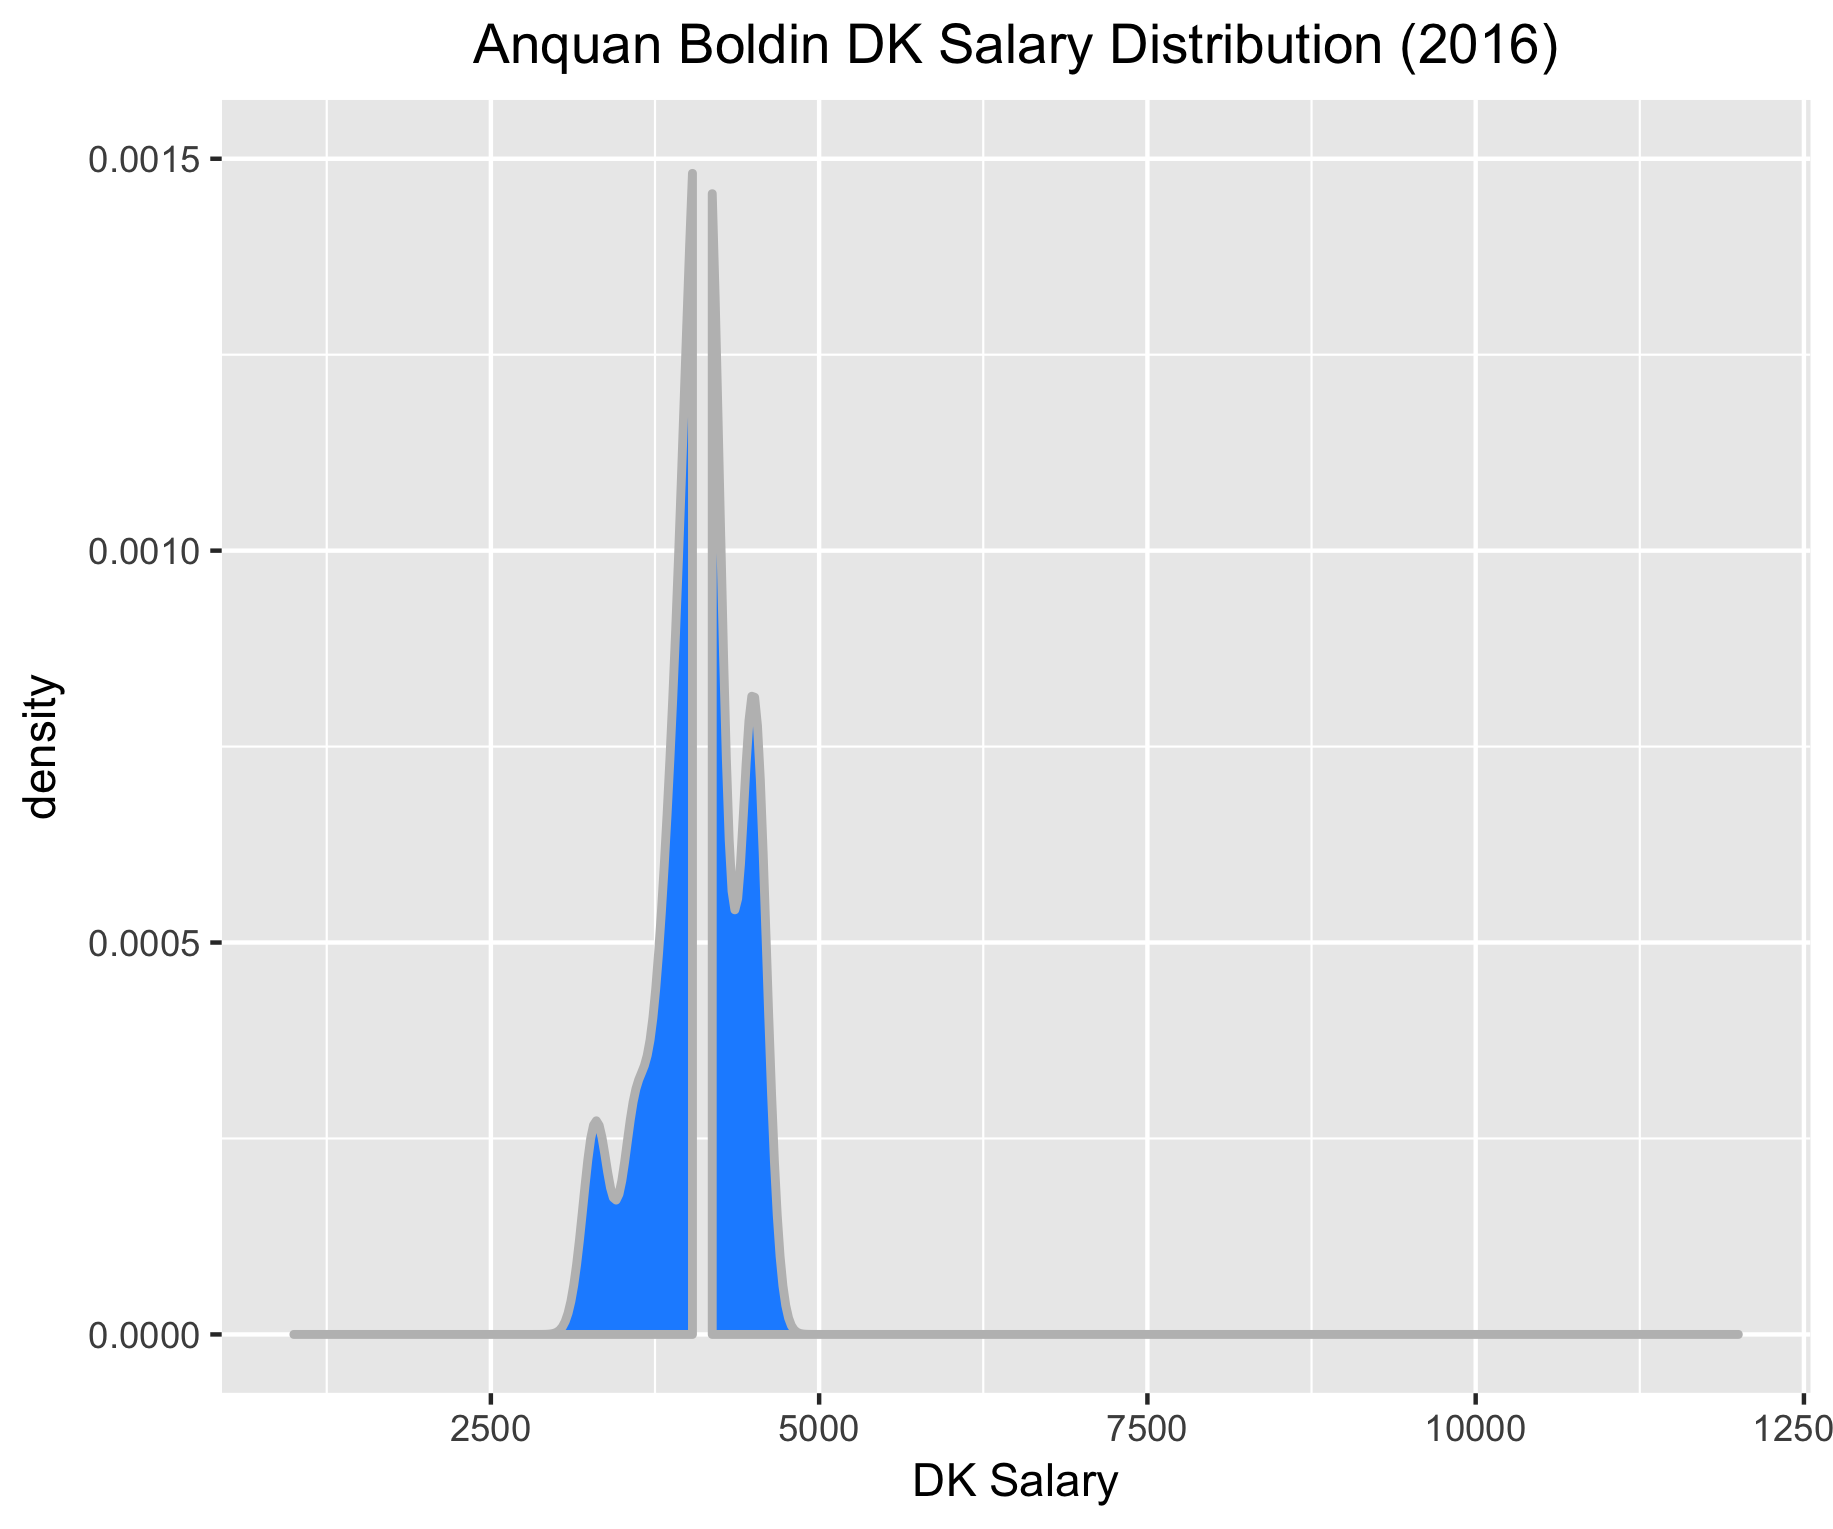 Anquan Boldin DK Salary Distribution (2016)
0.0015
0.0010
density
0.0005
0.0000
2500 5000 7500 10000 1250
DK Salary